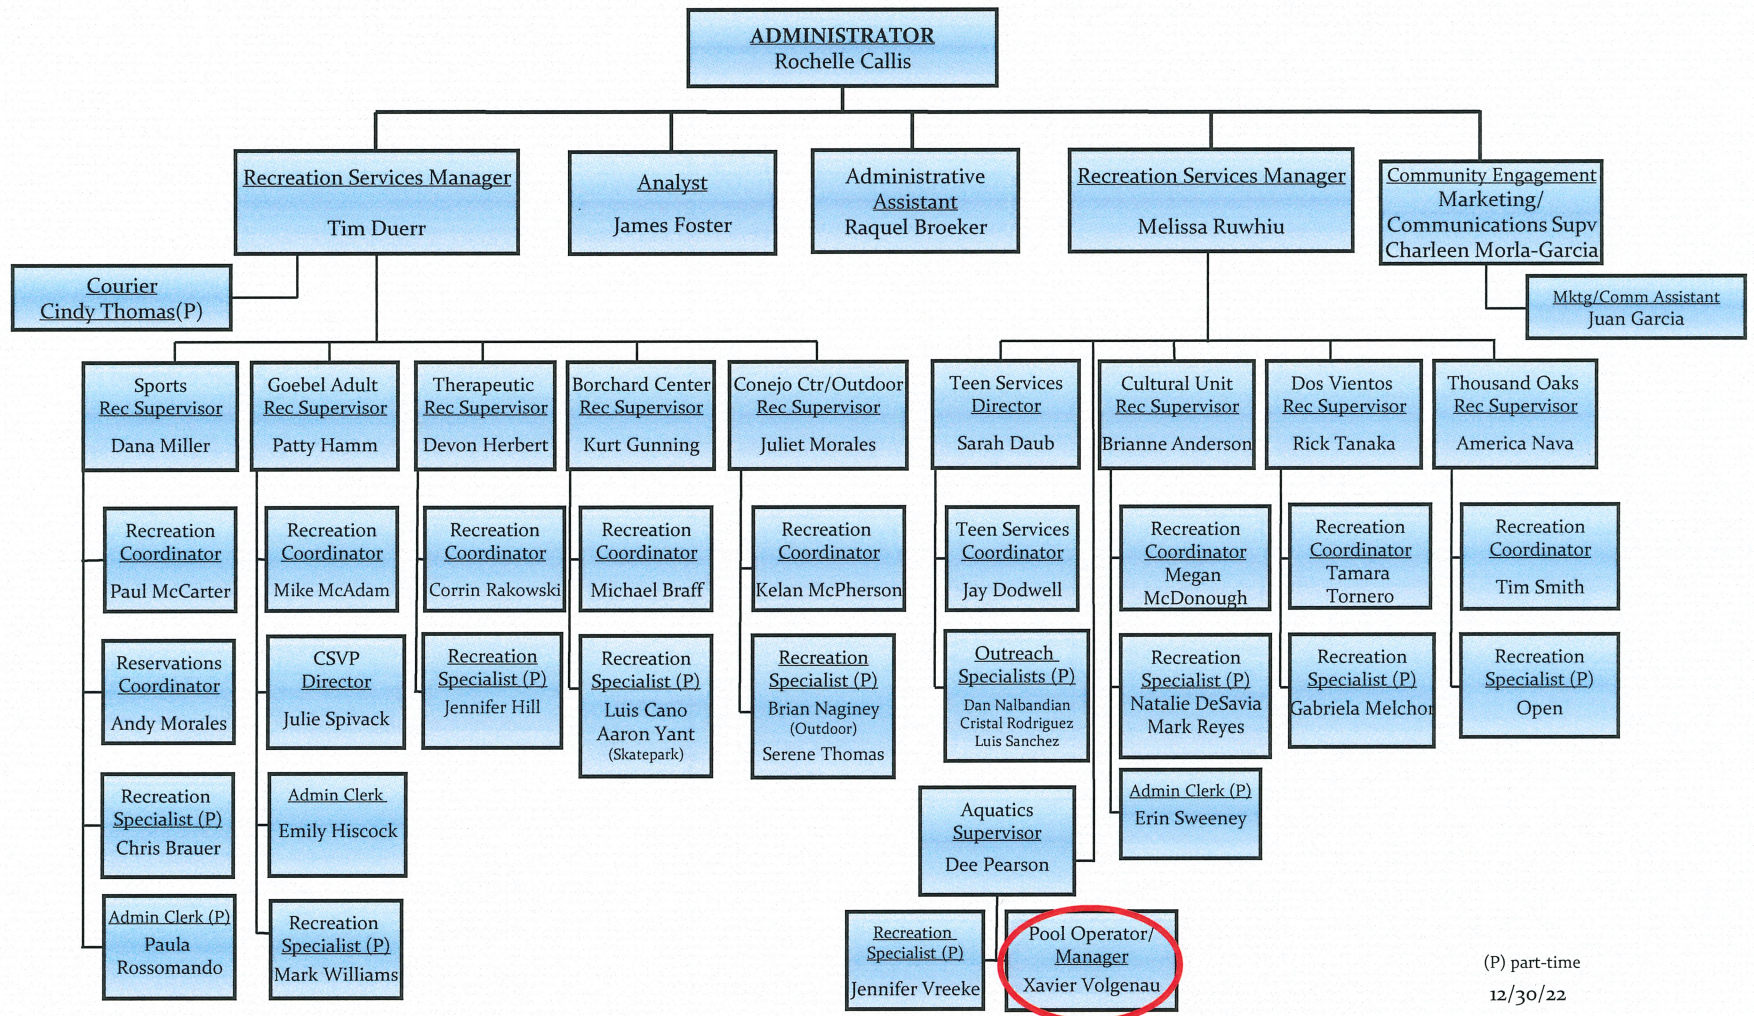 ADMINISTRATOR
Rochelle Callis
Recreation Services Manager
Tim Duerr
Analyst
James Foster
Administrative
Assistant
Raquel Broeker
Recreation Services Manager
Melissa Ruwhiu
Community Engagement
Marketing/
Communications Supv
Charleen Morla-Garcia
Courier
Cindy Thomas(P)
Mktg/Comm Assistant
Juan Garcia
Sports
Rec Supervisor
Dana Miller
Goebel Adult
Rec Supervisor
Patty Hamm
Therapeutic
Rec Supervisor
Devon Herbert
Borchard Center
Rec Supervisor
Kurt Gunning
Conejo Ctr/Outdoor
Rec Supervisor
Juliet Morales
Teen Services
Director
Sarah Daub
Cultural Unit
Rec Supervisor
Brianne Anderson
Dos Vientos
Rec Supervisor
Rick Tanaka
Thousand Oaks
Rec Supervisor
America Nava
Recreation
Coordinator
Paul McCarter
Recreation
Coordinator
Mike McAdam
Recreation
Coordinator
Corrin Rakowski
Recreation
Coordinator
Michael Braff
Recreation
Coordinator
Kelan McPherson
Teen Services
Coordinator
Jay Dodwell
Recreation
Coordinator
Megan
McDonough
Recreation
Coordinator
Tamara
Tornero
Recreation
Coordinator
Tim Smith
Reservations
Coordinator
Andy Morales
CSVP
Director
Julie Spivack
Recreation
Specialist (P)
Jennifer Hill
Recreation
Specialist (P)
Luis Cano
Aaron Yant
(Skatepark)
Recreation
Specialist (P)
Brian Naginey
(Outdoor)
Serene Thomas
Outreach
Specialists (P)
Dan Nalbandian
Cristal Rodriguez
Luis Sanchez
Recreation
Specialist (P)
Natalie DeSavia
Mark Reyes
Recreation
Specialist (P)
Gabriela Melchor
Recreation
Specialist (P)
Open
Recreation
Specialist (P)
Chris Brauer
Admin Clerk
Emily Hiscock
Aquatics
Supervisor
Dee Pearson
Admin Clerk (P)
Erin Sweeney
Admin Clerk (P)
Paula
Rossomando
Recreation
Specialist (P)
Mark Williams
Recreation
Specialist (P)
Jennifer Vreeke
Pool Operator/
Manager
Xavier Volgenau
(P) part-time
12/30/22